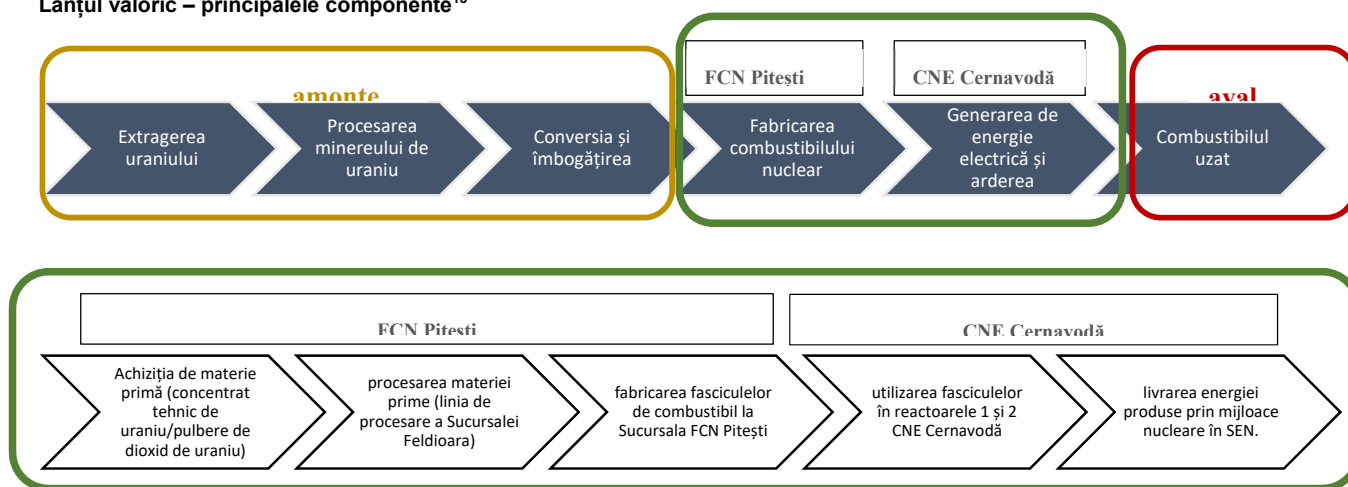 Lanțul valoric – principalele componente¹⁰
FCN Pitești
CNE Cernavodă
amonte
aval
Extragerea
uraniului
Procesarea
minereului de
uraniu
Conversia și
îmbogățirea
Fabricarea
combustibilului
nuclear
Generarea de
energie
electrică și
arderea
Combustibilul
uzat
FCN Pitești
CNE Cernavodă
Achiziția de materie
primă (concentrat
tehnic de
uraniu/pulbere de
dioxid de uraniu)
procesarea materiei
prime (linia de
procesare a Sucursalei
Feldioara)
fabricarea fasciculelor
de combustibil la
Sucursala FCN Pitești
utilizarea fasciculelor
în reactoarele 1 și 2
CNE Cernavodă
livrarea energiei
produse prin mijloace
nucleare în SEN.